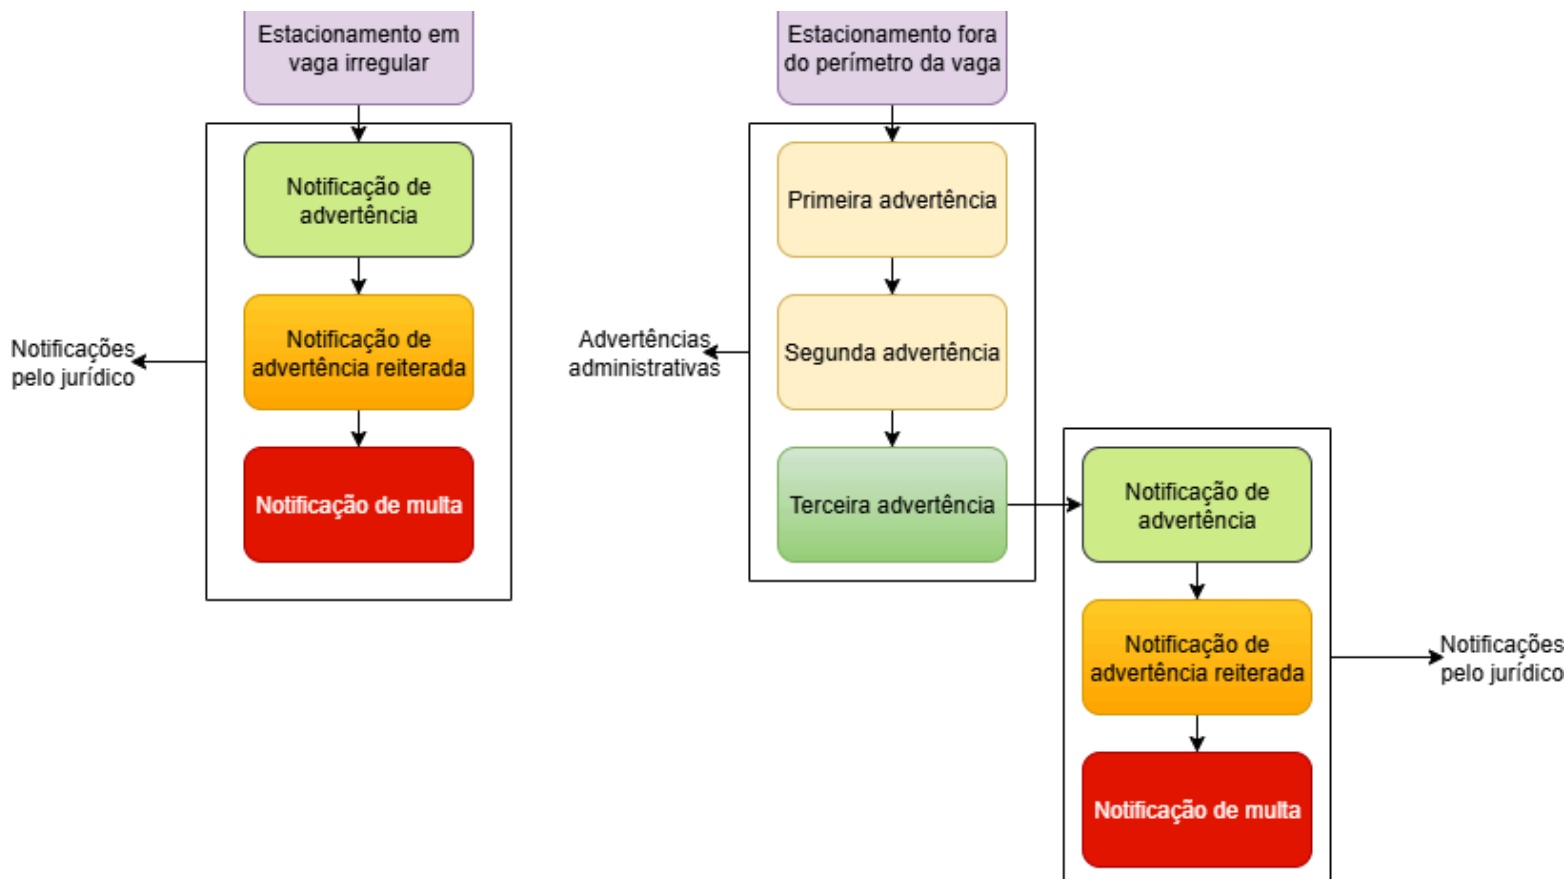 Estacionamento em
vaga irregular
Notificação de
advertência
Notificação de
advertência reiterada
Notificação de multa
Notificações
pelo jurídico
Estacionamento fora
do perímetro da vaga
Primeira advertência
Segunda advertência
Terceira advertência
Advertências
administrativas
Notificação de
advertência
Notificação de
advertência reiterada
Notificação de multa
Notificações
pelo jurídico